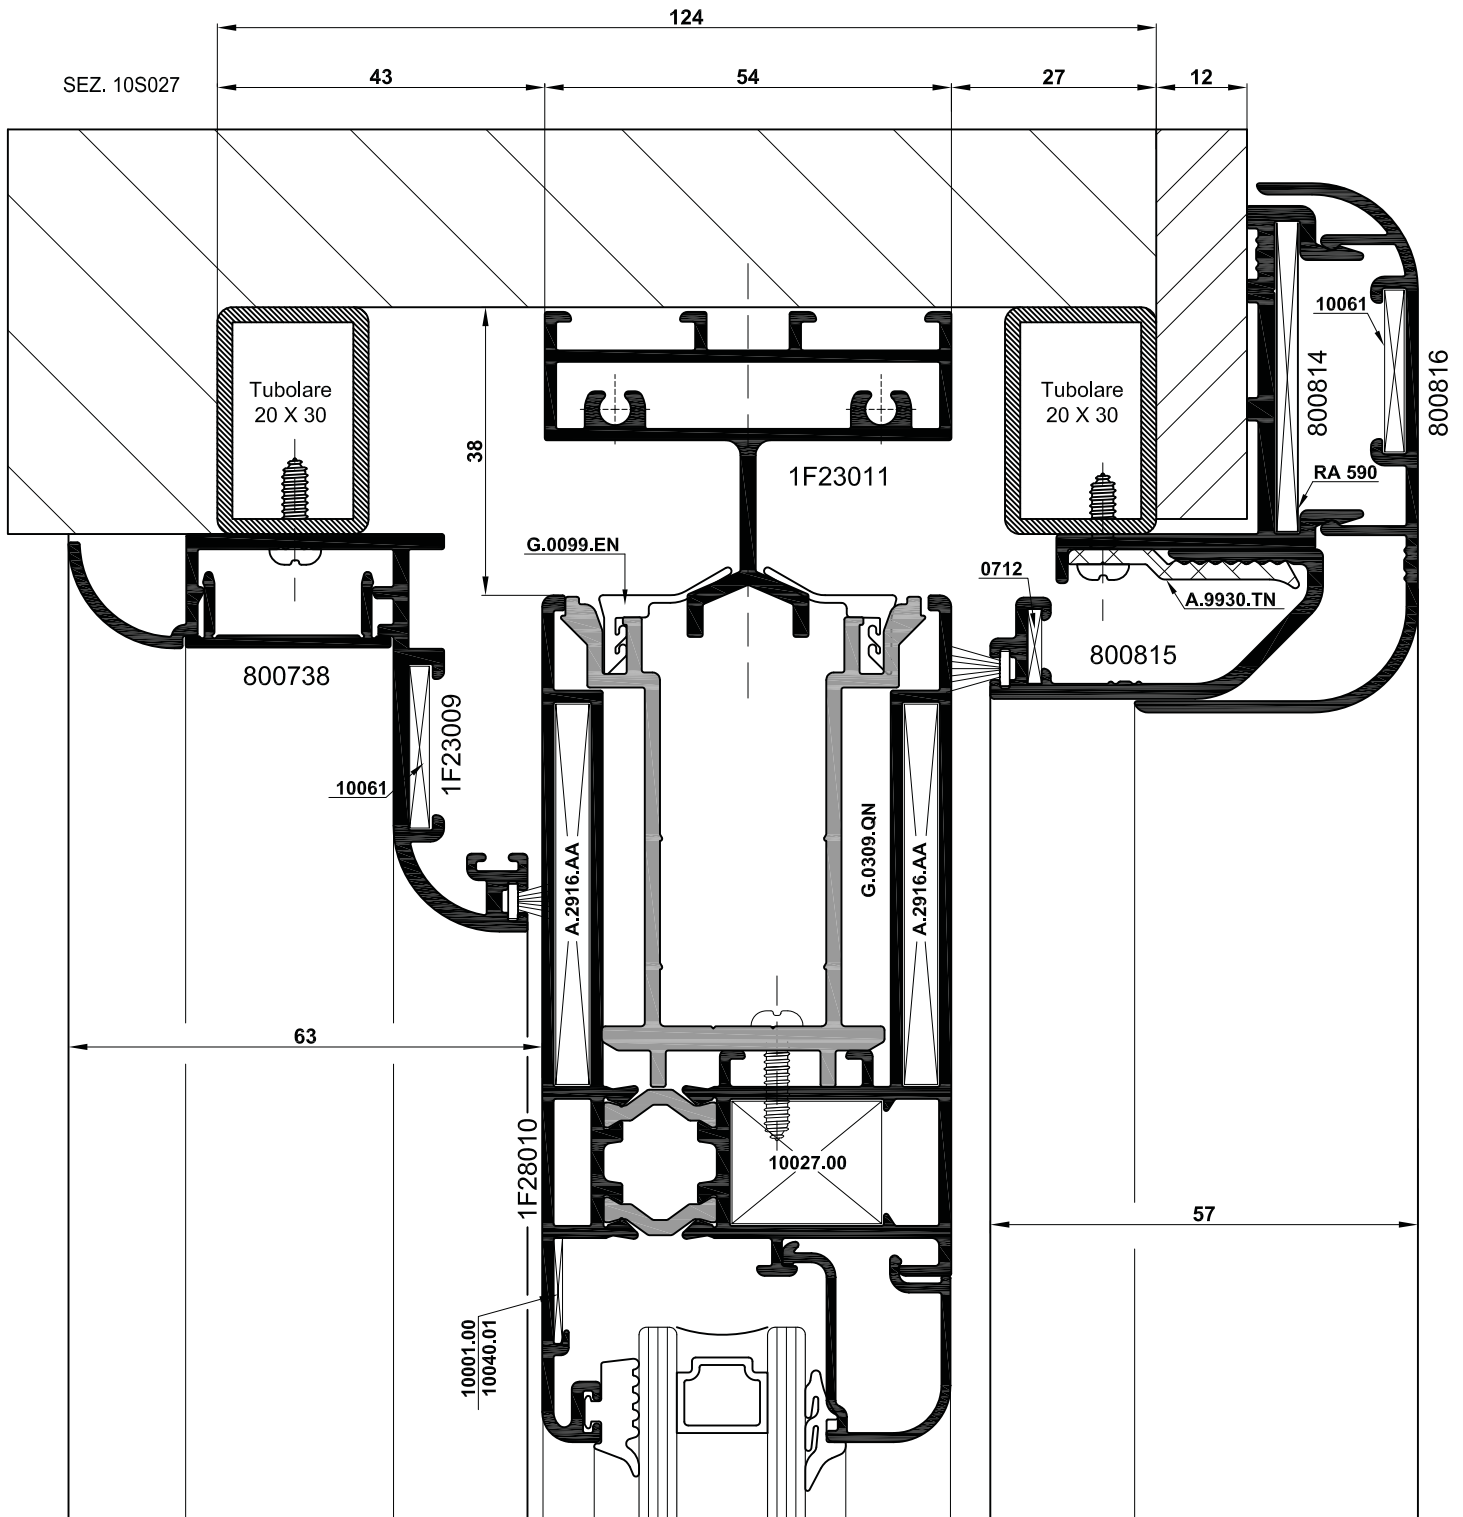 124
SEZ. 10S027
43
54
27
12
10061
800814
800816
Tubolare
20 X 30
Tubolare
20 X 30
38
1F23011
RA 590
G.0099.EN
0712
A.9930.TN
800738
800815
1F23009
10061
A.2916.AA
G.0309.QN
A.2916.AA
63
1F28010
10027.00
57
10001.00
10040.01